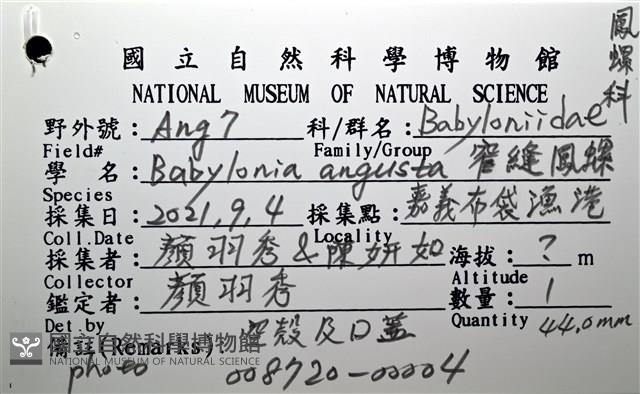 鳳螺科
國立自然科學博物館
NATIONAL MUSEUM OF NATURAL SCIENCE
野外號：Ang7 科/群名：Babyloniidae
Field# Family/Group
學 名：Babylonia angusta 窄縫鳳螺
Species
採集日：2021,9,4 採集點：嘉義布袋漁港
Coll.Date Locality
採集者：顏羽秀&陳妍如 海拔：? m
Collector Altitude
鑑定者：顏羽秀 數量：1
Det.by Quantity 44.0mm
備註(Remarks)： 殼及口蓋
國立自然科學博物館
NATIONAL MUSEUM OF NATURAL SCIENCE
photo 008720-00004